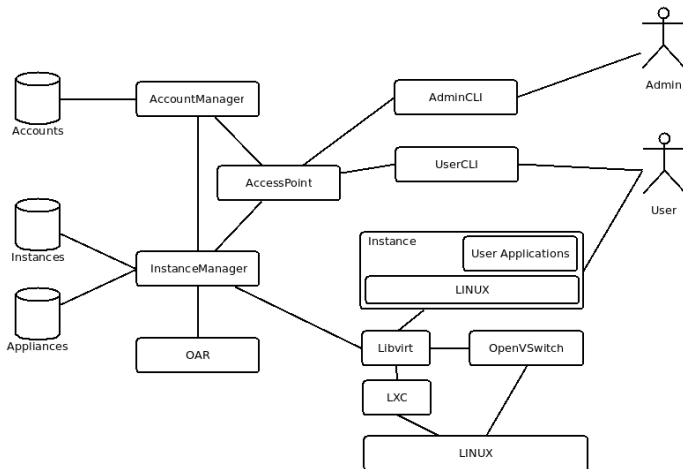 Admin
AccountManager
AdminCLI
Accounts
UserCLI
AccessPoint
User
Instance
User Applications
Instances
InstanceManager
LINUX
Appliances
OAR
Libvirt
OpenVSwitch
LXC
LINUX